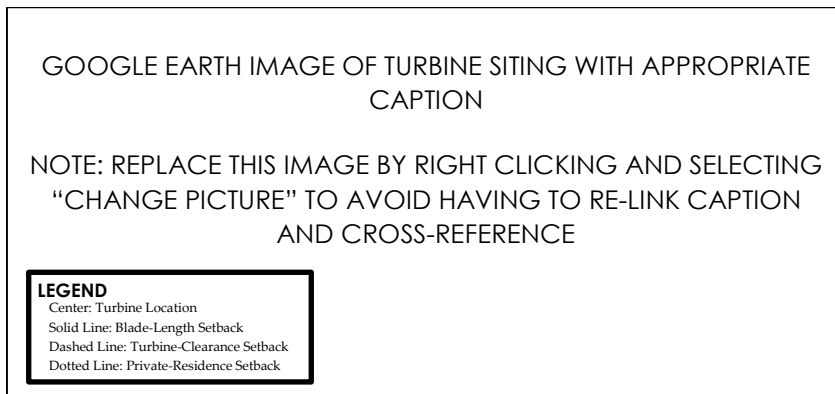 GOOGLE EARTH IMAGE OF TURBINE SITING WITH APPROPRIATE
CAPTION
NOTE: REPLACE THIS IMAGE BY RIGHT CLICKING AND SELECTING
“CHANGE PICTURE” TO AVOID HAVING TO RE-LINK CAPTION
AND CROSS-REFERENCE
LEGEND
Center: Turbine Location
Solid Line: Blade-Length Setback
Dashed Line: Turbine-Clearance Setback
Dotted Line: Private-Residence Setback